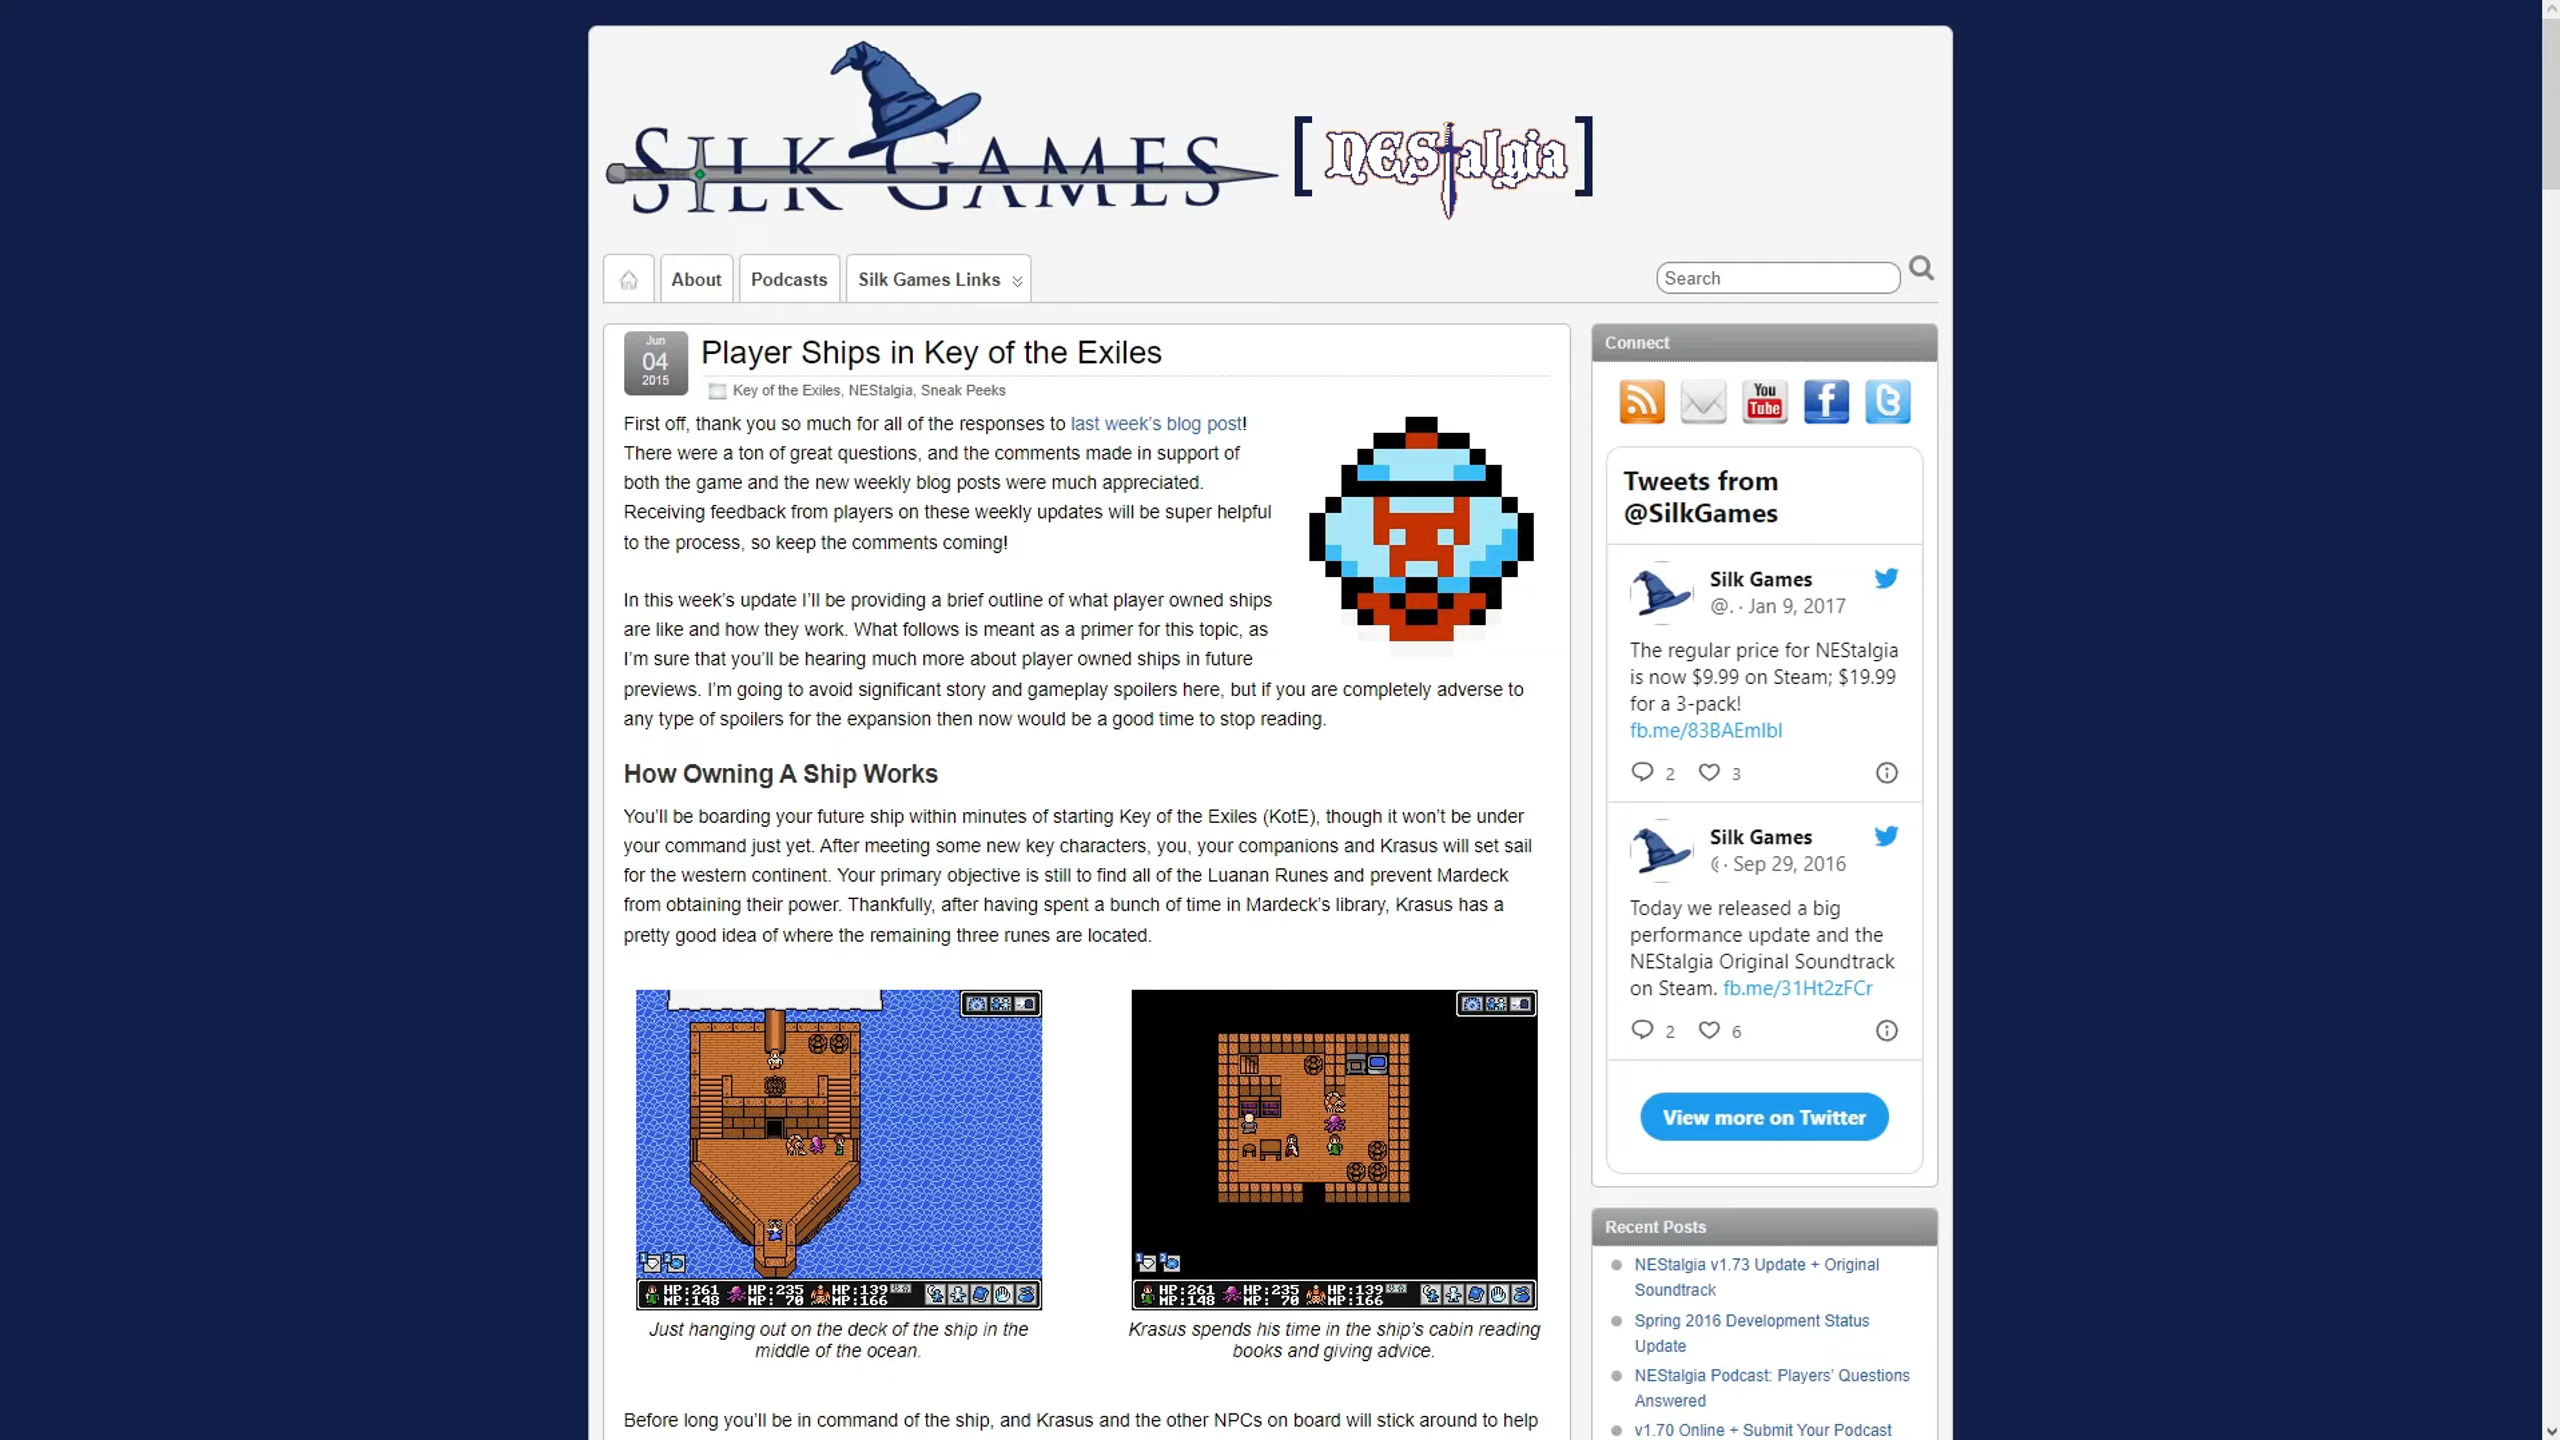 SILK GAMES
[NEStalgia]
About
Podcasts
Silk Games Links
Search
Jun
04
2015
Player Ships in Key of the Exiles
Key of the Exiles, NEStalgia, Sneak Peeks
First off, thank you so much for all of the responses to last week’s blog post!
There were a ton of great questions, and the comments made in support of
both the game and the new weekly blog posts were much appreciated.
Receiving feedback from players on these weekly updates will be super helpful
to the process, so keep the comments coming!
In this week’s update I’ll be providing a brief outline of what player owned ships
are like and how they work. What follows is meant as a primer for this topic, as
I’m sure that you’ll be hearing much more about player owned ships in future
previews. I’m going to avoid significant story and gameplay spoilers here, but if you are completely adverse to
any type of spoilers for the expansion then now would be a good time to stop reading.
How Owning A Ship Works
You’ll be boarding your future ship within minutes of starting Key of the Exiles (KotE), though it won’t be under
your command just yet. After meeting some new key characters, you, your companions and Krasus will set sail
for the western continent. Your primary objective is still to find all of the Luanan Runes and prevent Mardeck
from obtaining their power. Thankfully, after having spent a bunch of time in Mardeck’s library, Krasus has a
pretty good idea of where the remaining three runes are located.
HP:261 HP:235 HP:139
MP:148 MP: 70 MP:166
Just hanging out on the deck of the ship in the
middle of the ocean.
HP:261 HP:235 HP:139
MP:148 MP: 70 MP:166
Krasus spends his time in the ship’s cabin reading
books and giving advice.
Before long you’ll be in command of the ship, and Krasus and the other NPCs on board will stick around to help
Connect
You
Tube
Tweets from
@SilkGames
Silk Games
@. · Jan 9, 2017
The regular price for NEStalgia
is now $9.99 on Steam; $19.99
for a 3-pack!
fb.me/83BAEmlbI
2 3
Silk Games
· Sep 29, 2016
Today we released a big
performance update and the
NEStalgia Original Soundtrack
on Steam. fb.me/31Ht2zFCr
2 6
View more on Twitter
Recent Posts
NEStalgia v1.73 Update + Original
Soundtrack
Spring 2016 Development Status
Update
NEStalgia Podcast: Players’ Questions
Answered
v1.70 Online + Submit Your Podcast